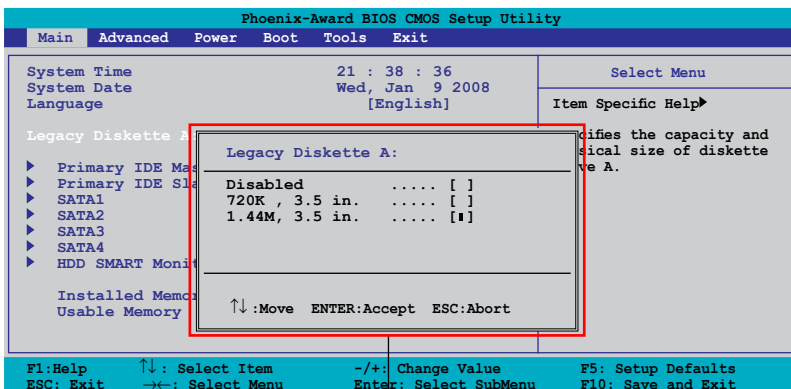 Phoenix-Award BIOS CMOS Setup Utility
Main Advanced Power Boot Tools Exit
System Time 21 : 38 : 36
System Date Wed, Jan 9 2008
Language [English]
Legacy Diskette A:
Primary IDE Mas
Primary IDE Sla
SATA1
SATA2
SATA3
SATA4
HDD SMART Monit
Installed Memor
Usable Memory
Legacy Diskette A:
Disabled ..... [ ]
720K , 3.5 in. ..... [ ]
1.44M, 3.5 in. ..... [▮]
↑↓ :Move ENTER:Accept ESC:Abort
Select Menu
Item Specific Help▶
cifies the capacity and
sical size of diskette
ve A.
F1:Help ↑↓ : Select Item -/+: Change Value F5: Setup Defaults
ESC: Exit →←: Select Menu Enter: Select SubMenu F10: Save and Exit